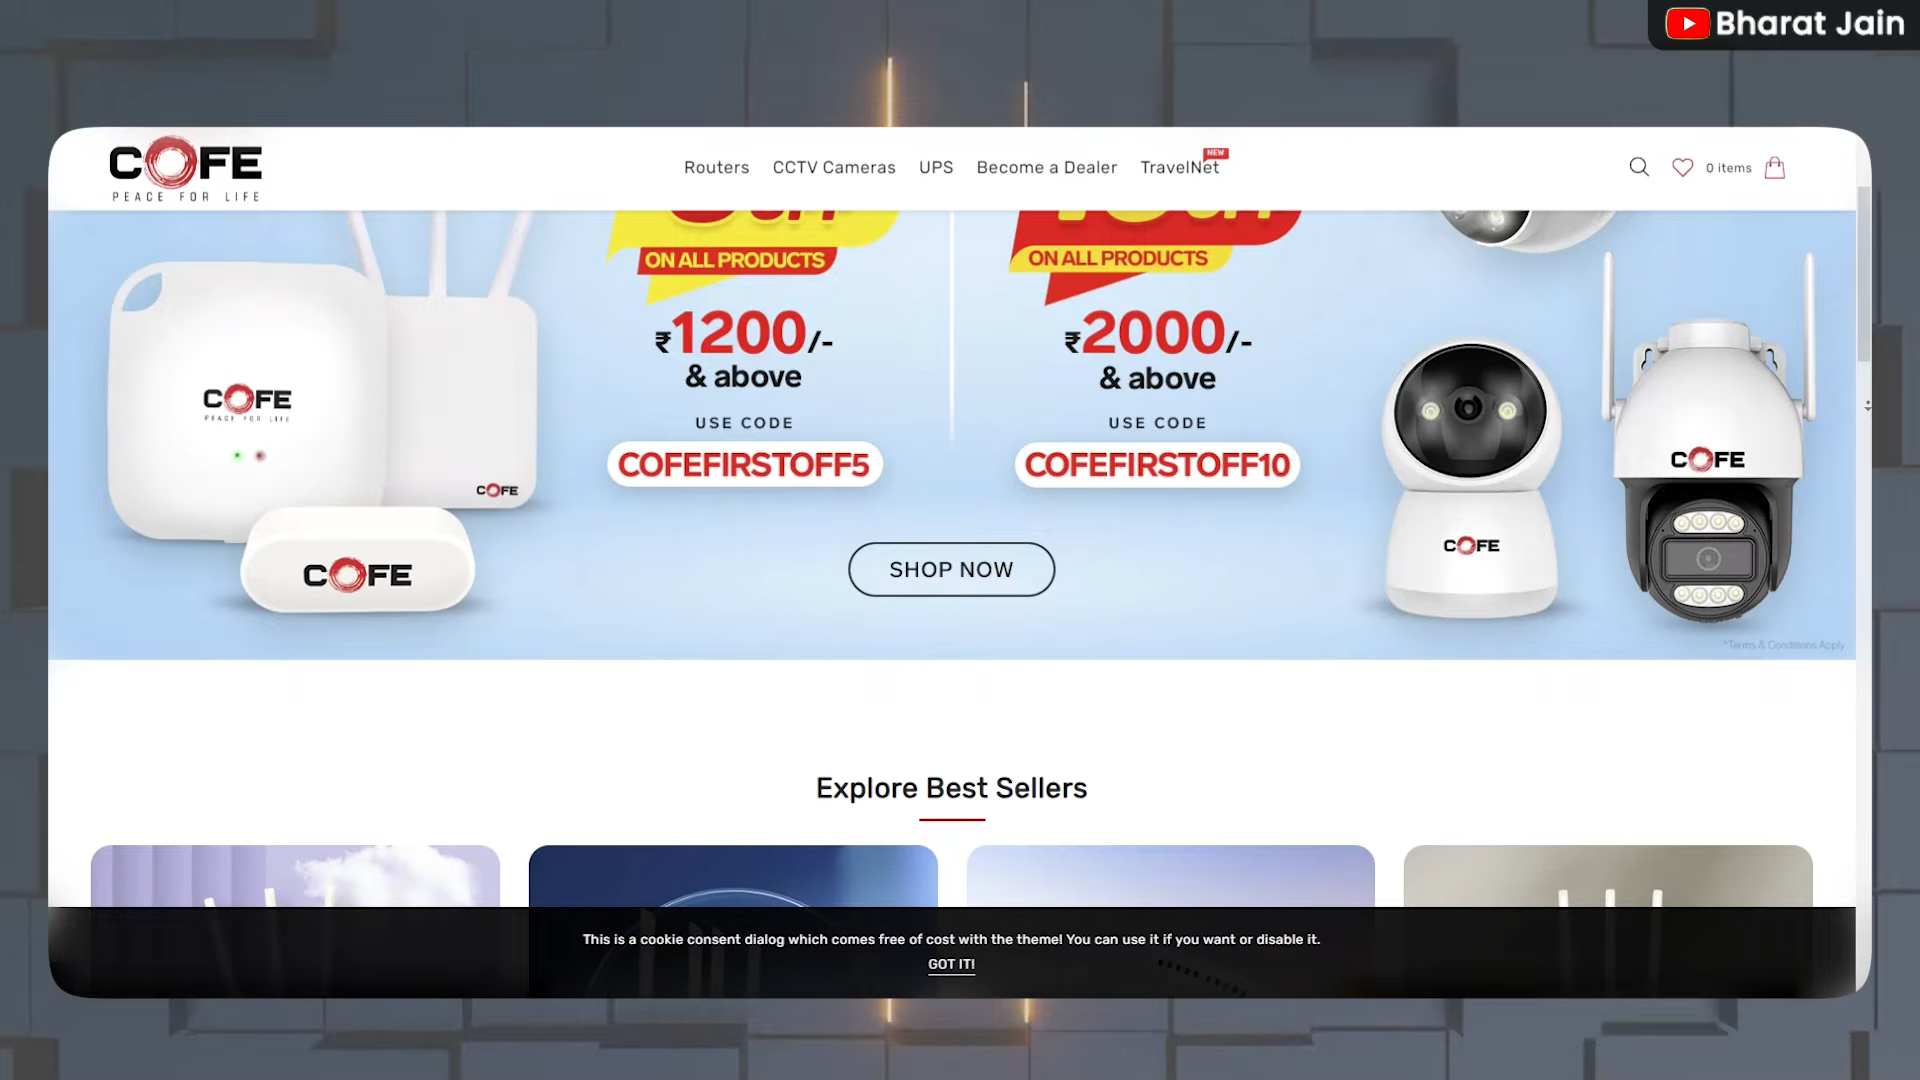 Bharat Jain
COFE
PEACE FOR LIFE
Routers
CCTV Cameras
UPS
Become a Dealer
TravelNet
NEW
0 items
ON ALL PRODUCTS
₹1200/-
& above
USE CODE
COFEFIRSTOFF5
ON ALL PRODUCTS
₹2000/-
& above
USE CODE
COFEFIRSTOFF10
SHOP NOW
COFE
PEACE FOR LIFE
COFE
COFE
COFE
COFE
*Terms & Conditions Apply
Explore Best Sellers
This is a cookie consent dialog which comes free of cost with the theme! You can use it if you want or disable it.
GOT IT!